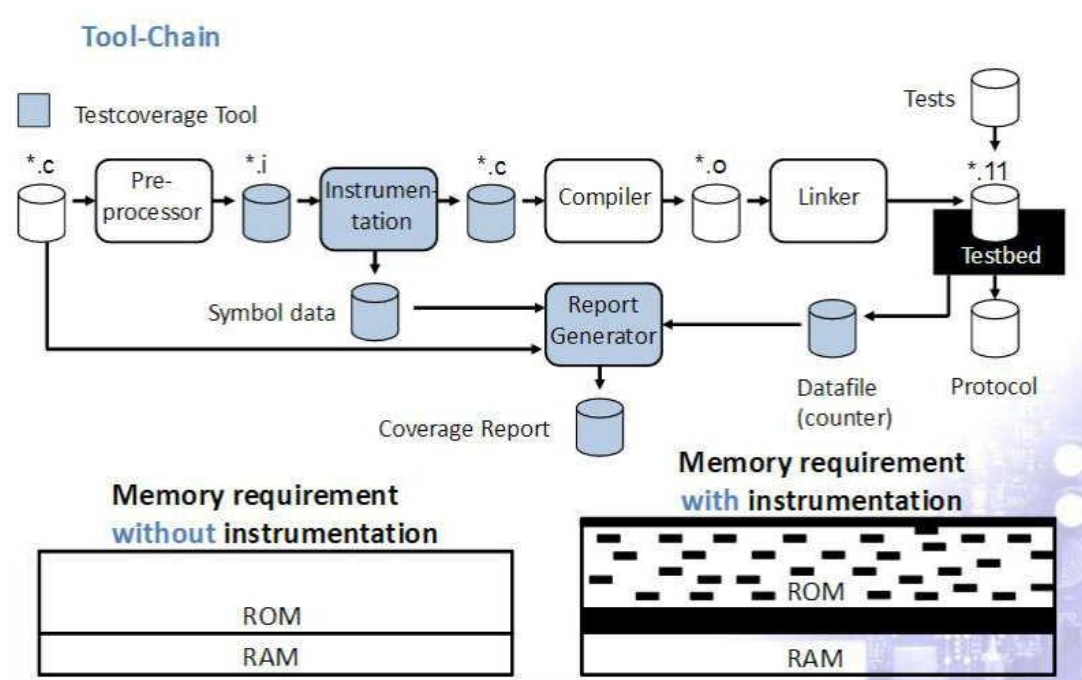 Tool-Chain
Testcoverage Tool
Tests
*.c
Pre-
processor
*.i
Instrumen-
tation
*.c
Compiler
*.o
Linker
*.11
Testbed
Symbol data
Report
Generator
Datafile
(counter)
Protocol
Coverage Report
Memory requirement
without instrumentation
ROM
RAM
Memory requirement
with instrumentation
ROM
RAM